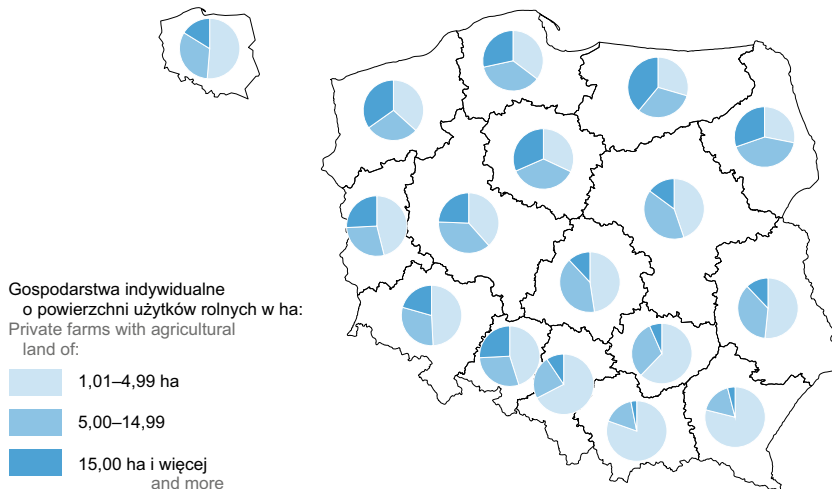 Gospodarstwa indywidualne
o powierzchni użytków rolnych w ha:
Private farms with agricultural
land of:
1,01–4,99 ha
5,00–14,99
15,00 ha i więcej
and more